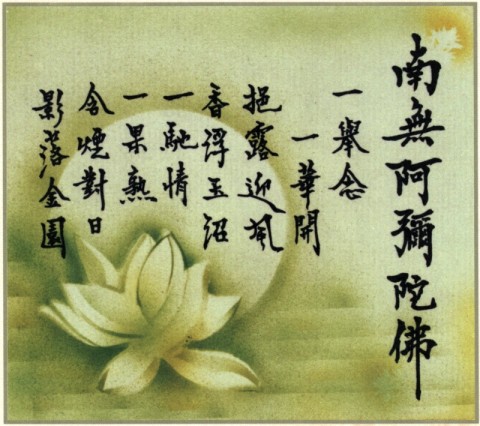 南無阿彌陀佛
一舉念
一華開
挹露迎風
香浮玉沼
一馳情
一果熟
含煙對日
影落金園